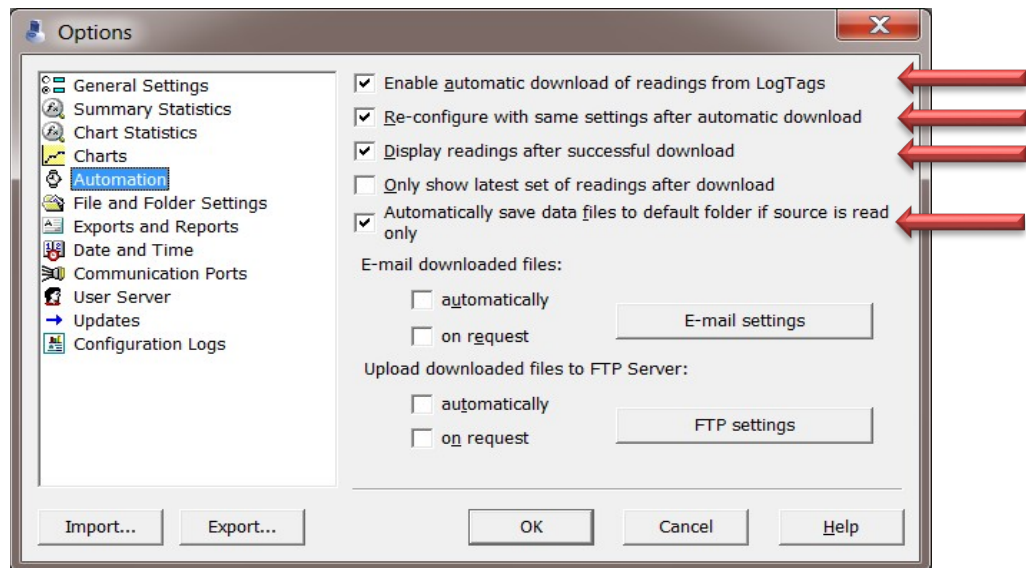 Options
General Settings
Summary Statistics
Chart Statistics
Charts
Automation
File and Folder Settings
Exports and Reports
Date and Time
Communication Ports
User Server
Updates
Configuration Logs
Enable automatic download of readings from LogTags
Re-configure with same settings after automatic download
Display readings after successful download
Only show latest set of readings after download
Automatically save data files to default folder if source is read
only
E-mail downloaded files:
automatically
on request
E-mail settings
Upload downloaded files to FTP Server:
automatically
on request
FTP settings
Import...
Export...
OK
Cancel
Help